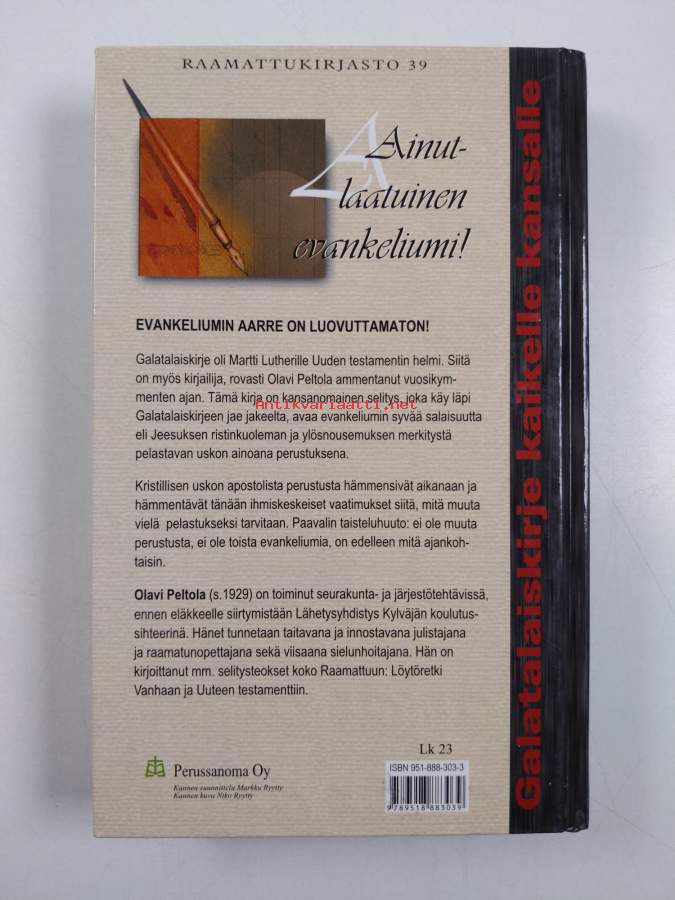 RAAMATTUKIRJASTO 39
Ainut-
laatuinen
evankeliumi!
EVANKELIUMIN AARRE ON LUOVUTTAMATON!
Galatalaiskirje oli Martti Lutherille Uuden testamentin helmi. Siitä
on myös kirjailija, rovasti Olavi Peltola ammentanut vuosikym-
menten ajan. Tämä kirja on kansanomainen selitys, joka käy läpi
Antikvariaatti.net
Galatalaiskirjeen jae jakeelta, avaa evankeliumin syvää salaisuutta
eli Jeesuksen ristinkuoleman ja ylösnousemuksen merkitystä
pelastavan uskon ainoana perustuksena.
Kristillisen uskon apostolista perustusta hämmensivät aikanaan ja
hämmentävät tänään ihmiskeskeiset vaatimukset siitä, mitä muuta
vielä pelastukseksi tarvitaan. Paavalin taisteluhuuto: ei ole muuta
perustusta, ei ole toista evankeliumia, on edelleen mitä ajankoh-
taisin.
Olavi Peltola (s.1929) on toiminut seurakunta- ja järjestötehtävissä,
ennen eläkkeelle siirtymistään Lähetysyhdistys Kylväjän koulutus-
sihteerinä. Hänet tunnetaan taitavana ja innostavana julistajana
ja raamatunopettajana sekä viisaana sielunhoitajana. Hän on
kirjoittanut mm. selitysteokset koko Raamattuun: Löytöretki
Vanhaan ja Uuteen testamenttiin.
Lk 23
Perussanoma Oy
Kannen suunnittelu Markku Ryytty
Kannen kuva Niko Ryytty
ISBN 951-888-303-3
9789518883039
Galatalaiskirje kaikelle kansalle